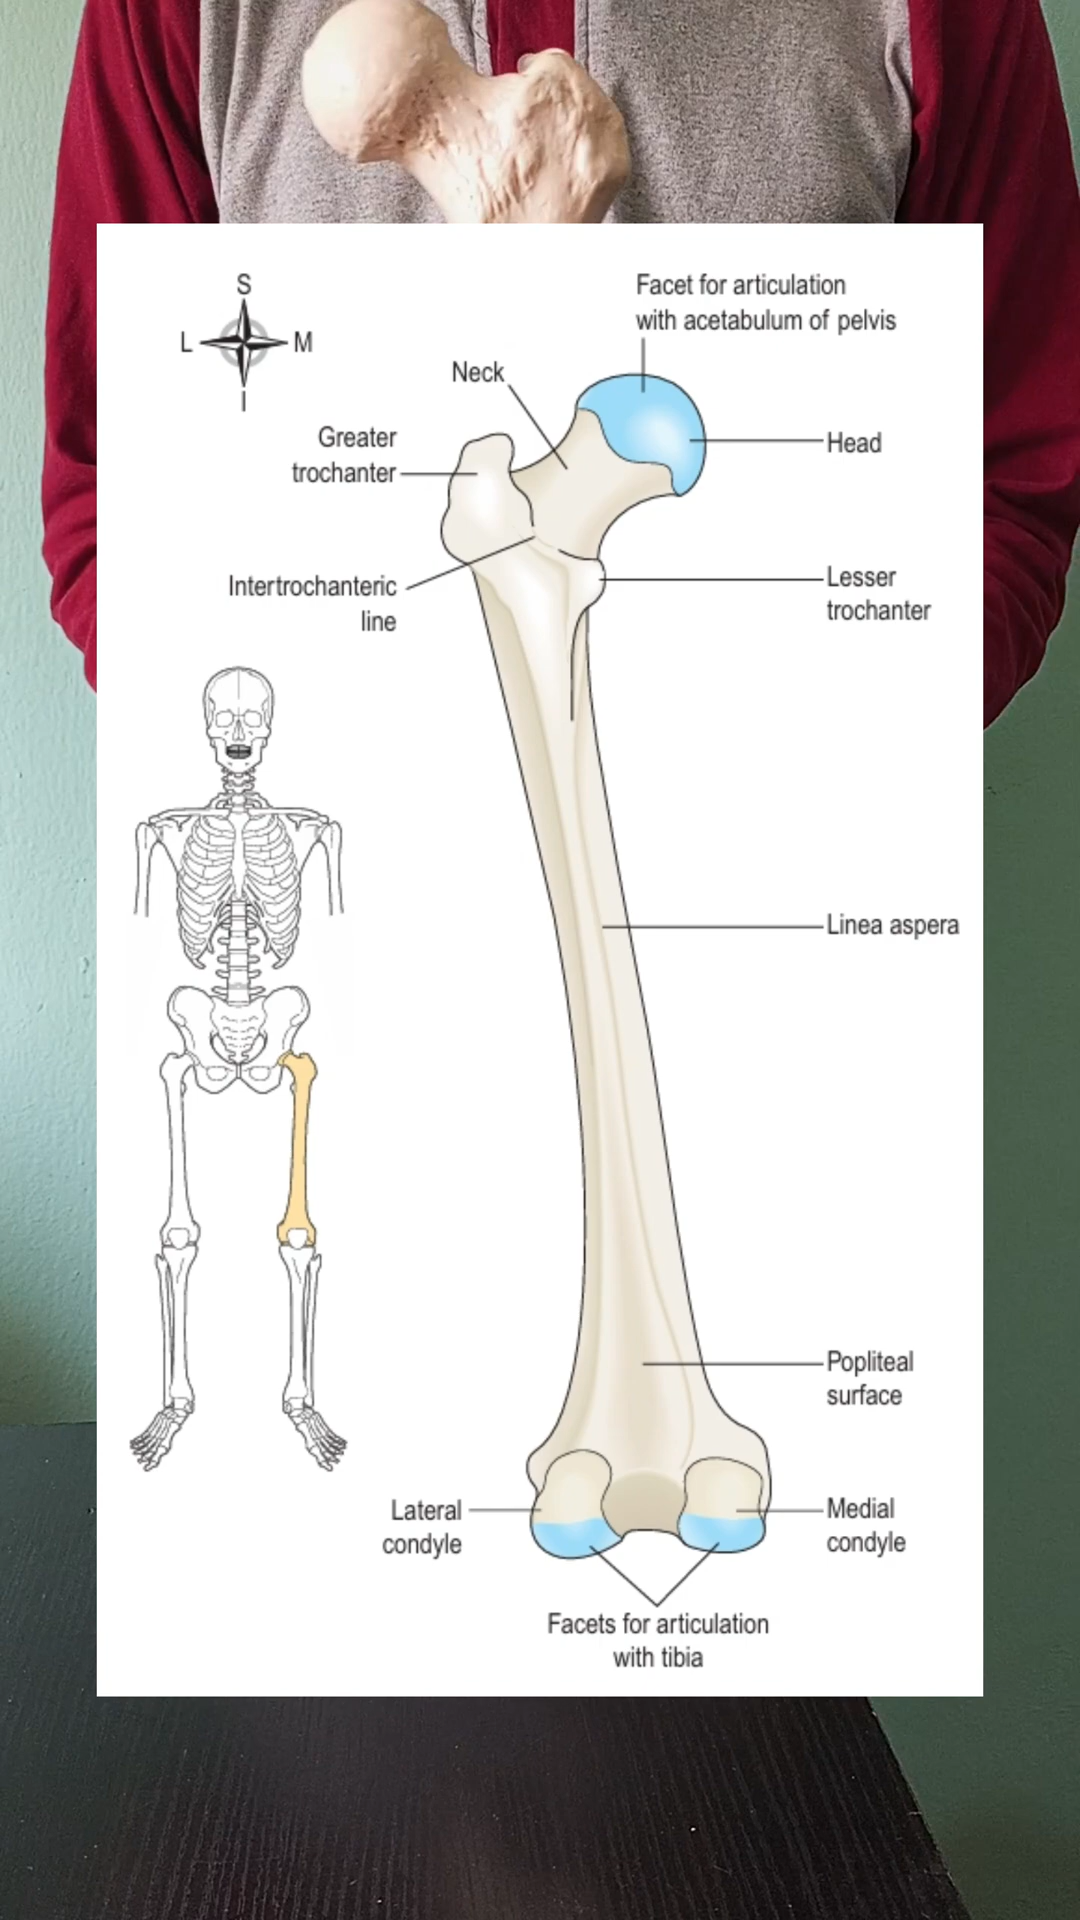 S
L
M
I
Facet for articulation
with acetabulum of pelvis
Neck
Greater
trochanter
Head
Intertrochanteric
line
Lesser
trochanter
Linea aspera
Popliteal
surface
Lateral
condyle
Medial
condyle
Facets for articulation
with tibia